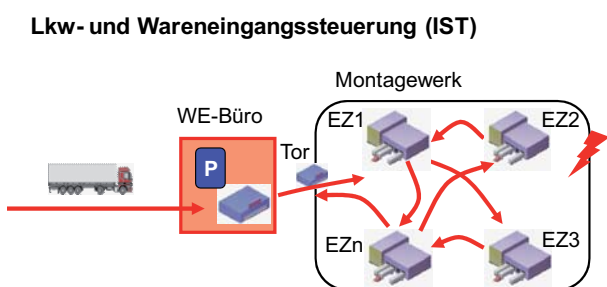 Lkw- und Wareneingangssteuerung (IST)
Montagewerk
WE-Büro
EZ1
EZ2
Tor
P
EZn
EZ3